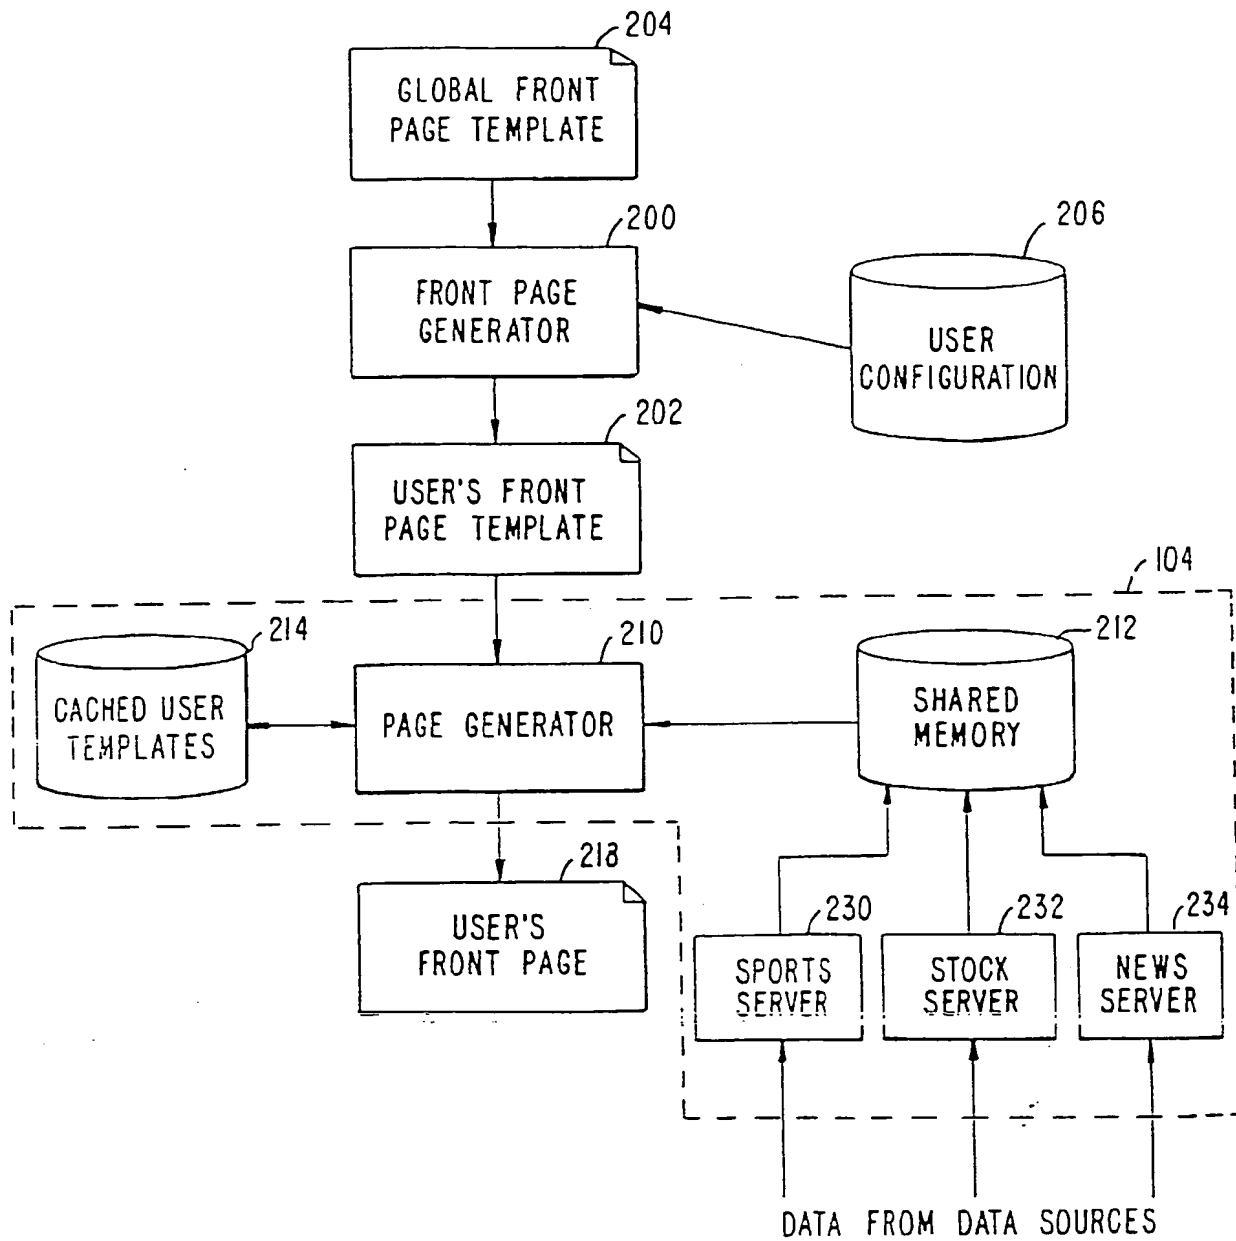 204
GLOBAL FRONT
PAGE TEMPLATE
200
FRONT PAGE
GENERATOR
206
USER
CONFIGURATION
202
USER'S FRONT
PAGE TEMPLATE
104
214
CACHED USER
TEMPLATES
210
PAGE GENERATOR
212
SHARED
MEMORY
218
USER'S
FRONT PAGE
230
SPORTS
SERVER
232
STOCK
SERVER
234
NEWS
SERVER
DATA FROM DATA SOURCES